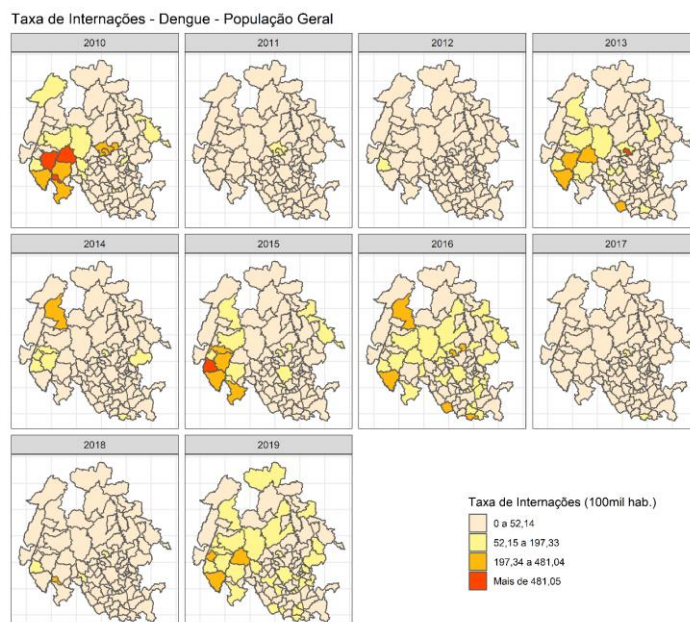 Taxa de Internações - Dengue - População Geral
2010
2011
2012
2013
2014
2015
2016
2017
2018
2019
Taxa de Internações (100mil hab.)
0 a 52,14
52,15 a 197,33
197,34 a 481,04
Mais de 481,05